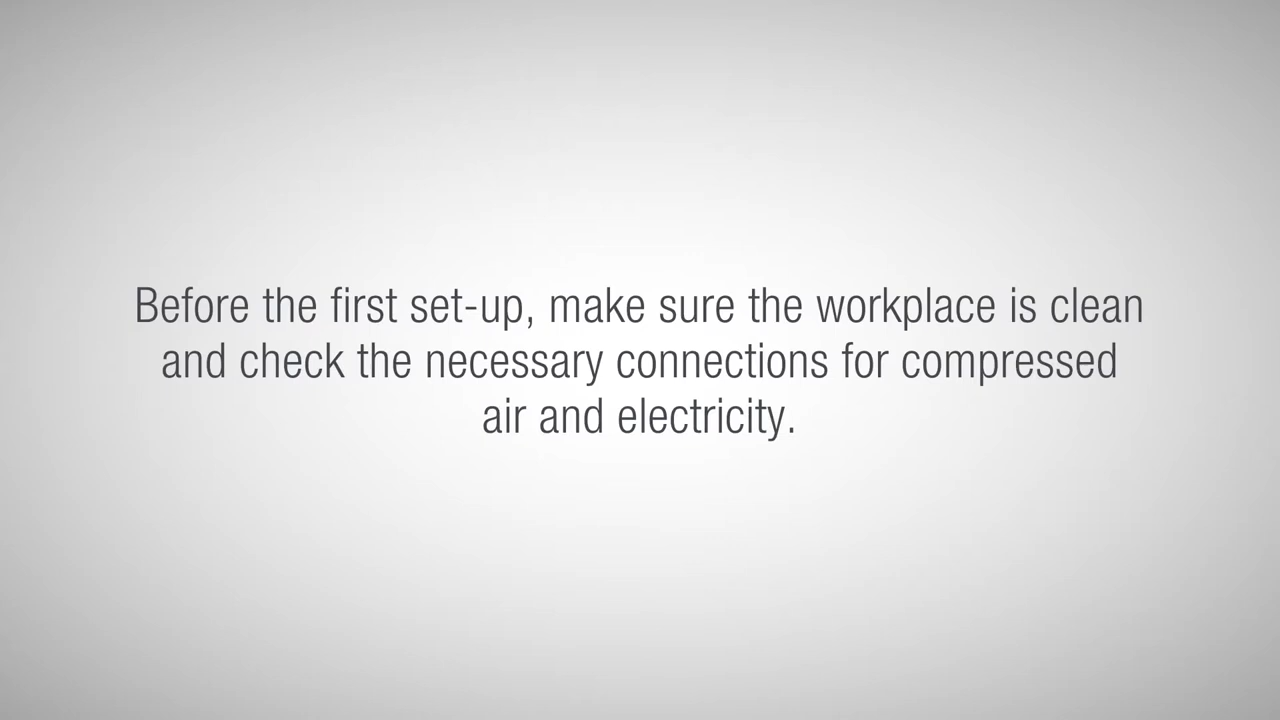 Before the first set-up, make sure the workplace is clean
and check the necessary connections for compressed
air and electricity.